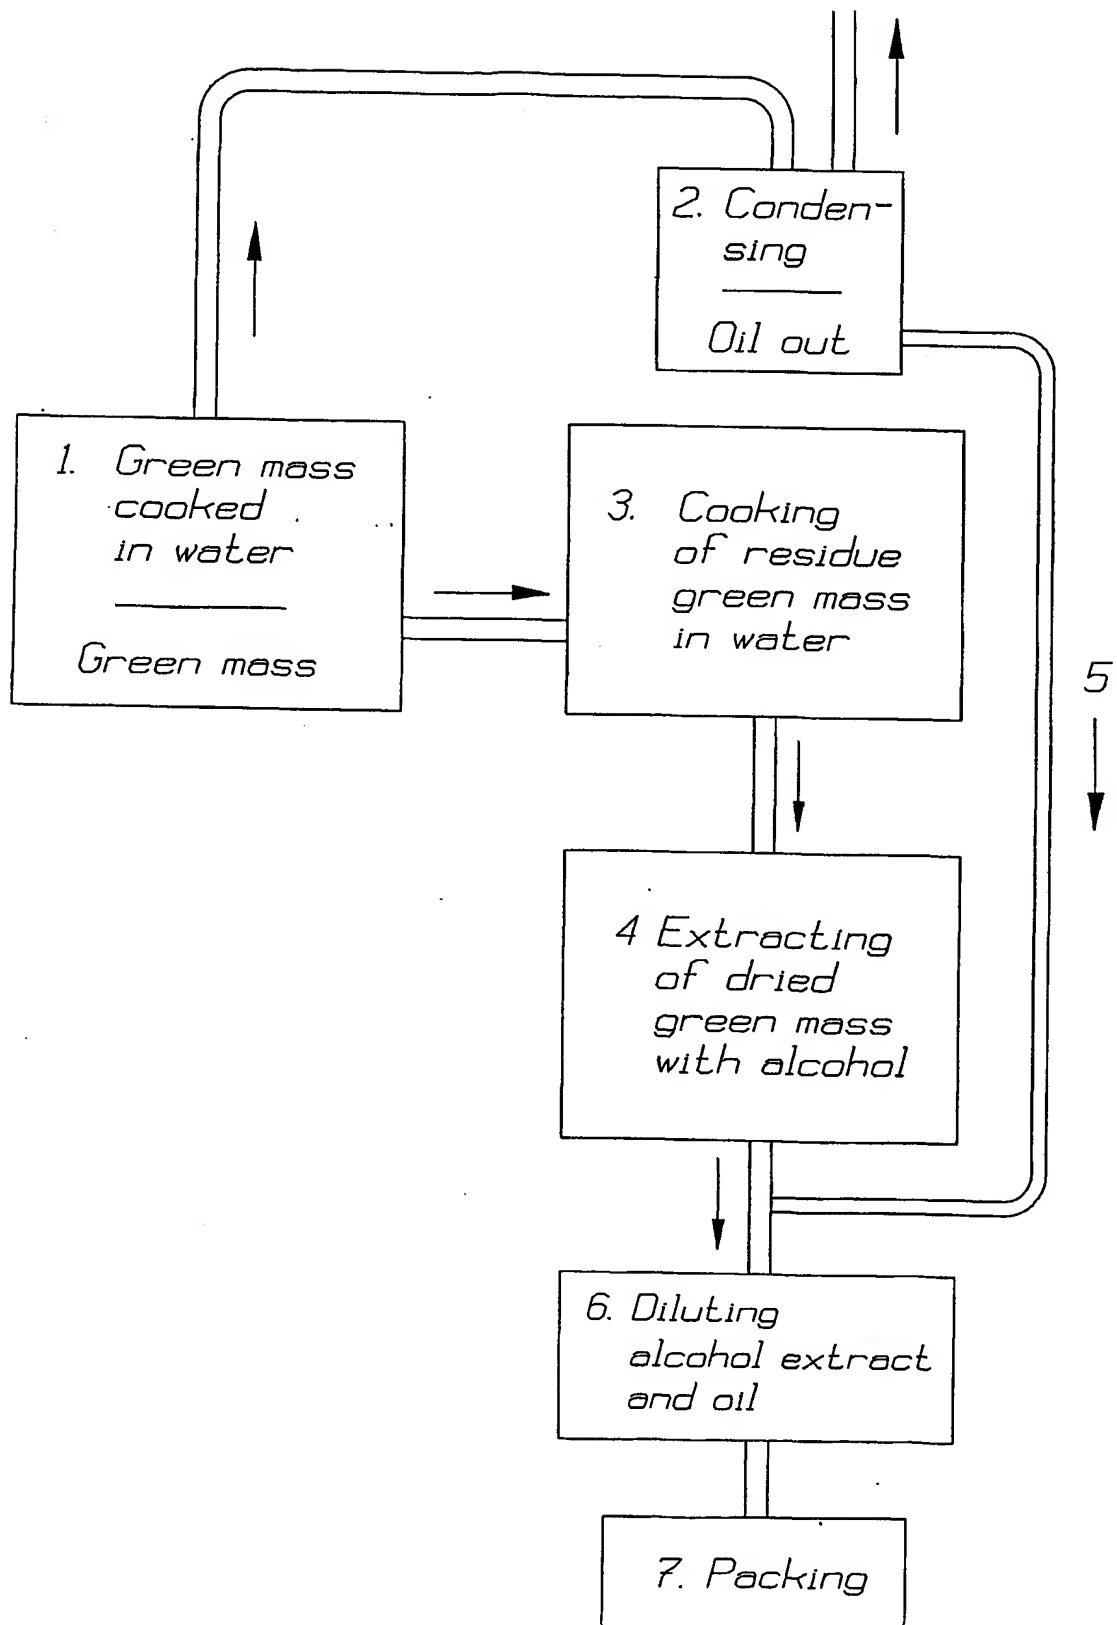 2. Conden-
sing
Oil out
1. Green mass
cooked
in water
Green mass
3. Cooking
of residue
green mass
in water
5
4 Extracting
of dried
green mass
with alcohol
6. Diluting
alcohol extract
and oil
7. Packing